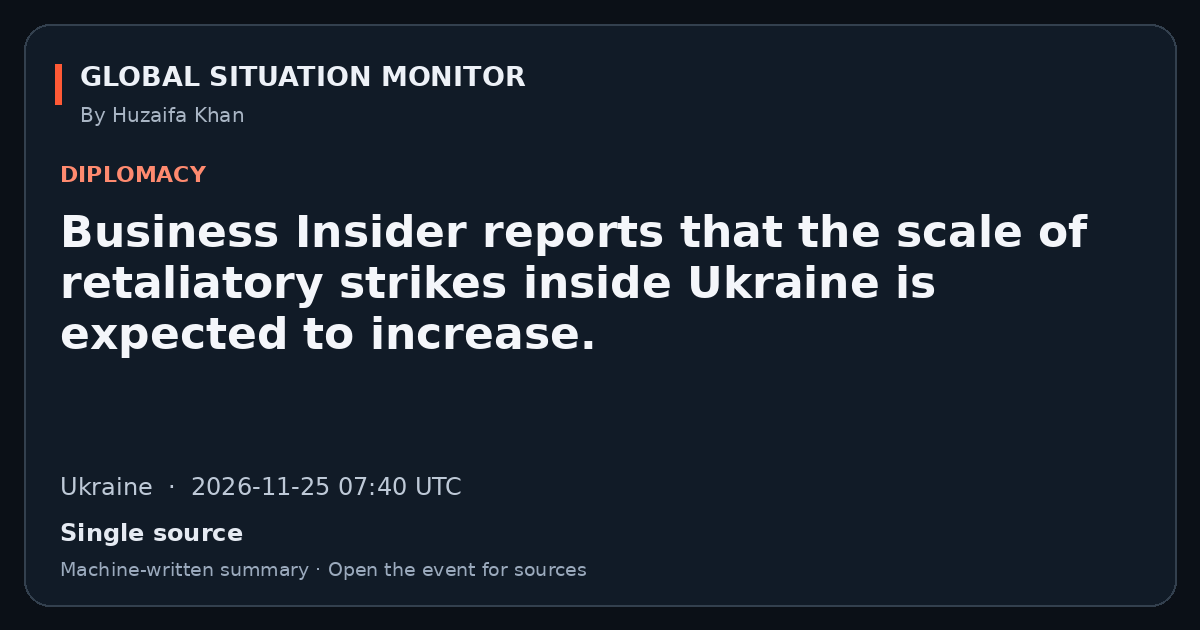 GLOBAL SITUATION MONITOR
By Huzaifa Khan
DIPLOMACY
Business Insider reports that the scale of
retaliatory strikes inside Ukraine is
expected to increase.
Ukraine · 2026-11-25 07:40 UTC
Single source
Machine-written summary · Open the event for sources